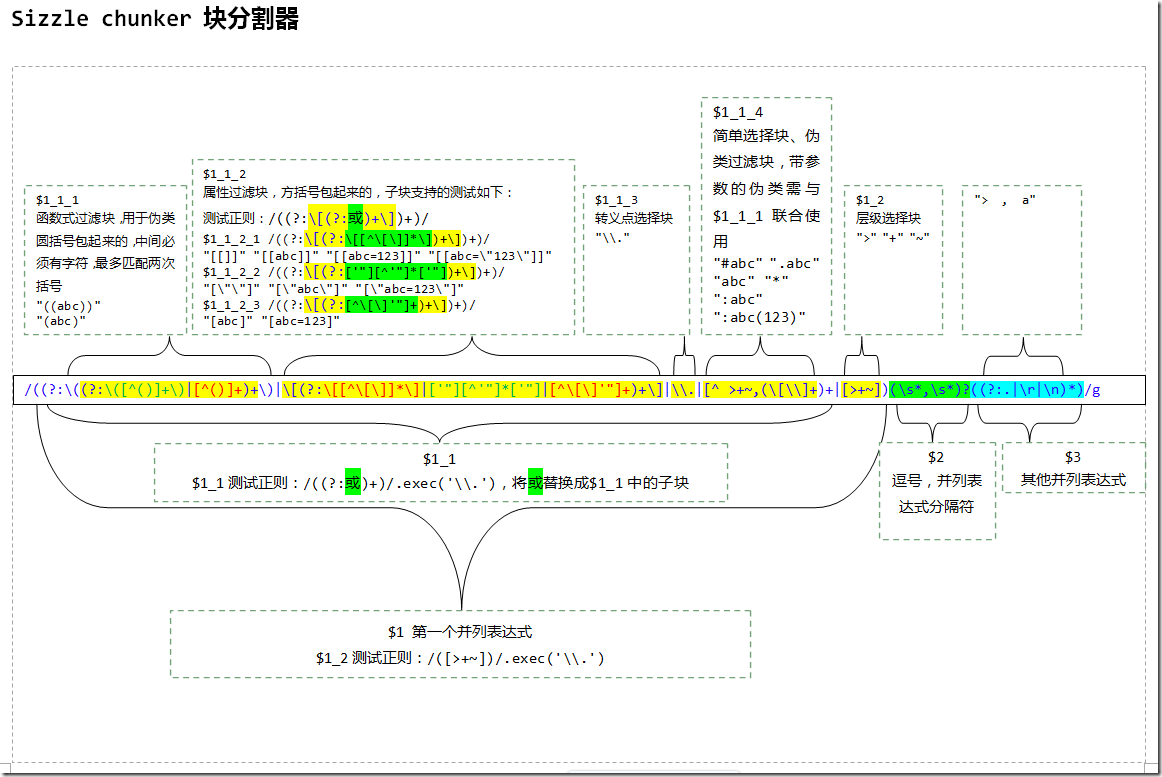 Sizzle chunker 块分割器
$1_1_1
函数式过滤块，用于伪类
圆括号包起来的，中间必
须有字符，最多匹配两次
括号
"((abc))"
"(abc)"
$1_1_2
属性过滤块，方括号包起来的，子块支持的测试如下：
测试正则：/((?:\[(?:或)+\])+)/
$1_1_2_1 /((?:\[(?:\[[^\[\]]*\])+\])+)/
"[[]]" "[[abc]]" "[[abc=123]]" "[[abc=\"123\"]]"
$1_1_2_2 /((?:\[(?:['"][^'"]*['"])+\])+)/
"[\"\"]" "[\"abc\"]" "[\"abc=123\"]"
$1_1_2_3 /((?:\[(?:[^\[\]'"]+)+\])+)/
"[abc]" "[abc=123]"
$1_1_3
转义点选择块
"\\."
$1_1_4
简单选择块、伪
类过滤块，带参
数的伪类需与
$1_1_1 联合使
用
"#abc" ".abc"
"abc" "*"
":abc"
":abc(123)"
$1_2
层级选择块
">" "+" "~"
"> , a"
/((?:\((?:\([^()]+\)|[^()]+)+\)|\[(?:\[[^\[\]]*\]|['"][^'"]*['"]|[^\[\]'"]+)+\]|\\.|[^ >+~,(\[\\]+)+|[>+~])(\s*,\s*)?((?:.|\r|\n)*)/g
$1_1
$1_1 测试正则：/((?:或)+)/.exec('\\.')，将或替换成$1_1 中的子块
$2
逗号，并列表
达式分隔符
$3
其他并列表达式
$1 第一个并列表达式
$1_2 测试正则：/([>+~])/.exec('\\.')